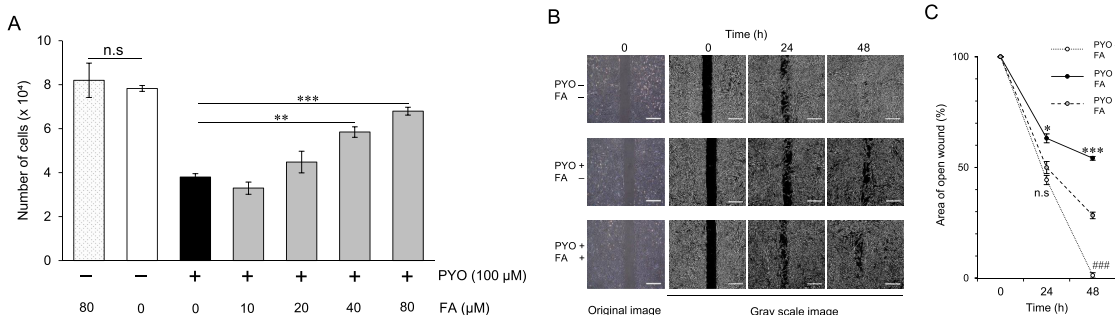 A
Number of cells (x 10⁴)
10
8
6
4
2
0
n.s
***
**
− − + + + + + PYO (100 µM)
80 0 0 10 20 40 80 FA (µM)
B
Time (h)
0 0 24 48
PYO −
FA −
PYO +
FA −
PYO +
FA +
Original image Gray scale image
C
PYO
FA
PYO
FA
PYO
FA
Area of open wound (%)
100
50
0
*
***
n.s
###
0 24 48
Time (h)